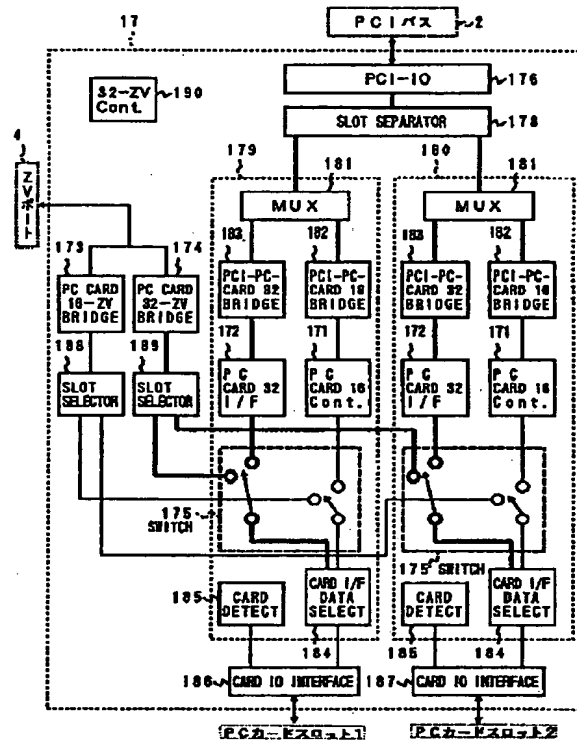 PCIバス
2
17
32-ZV
Cont.
190
PCI-IO
176
SLOT SEPARATOR
178
4
ZVポート
179
181
MUX
180
181
MUX
173
PC CARD
16-ZV
BRIDGE
174
PC CARD
32-ZV
BRIDGE
183
PCI-PC-
CARD 32
BRIDGE
182
PCI-PC-
CARD 16
BRIDGE
183
PCI-PC-
CARD 32
BRIDGE
182
PCI-PC-
CARD 16
BRIDGE
188
SLOT
SELECTOR
189
SLOT
SELECTOR
172
PC
CARD 32
I/F
171
PC
CARD 16
Cont.
172
PC
CARD 32
I/F
171
PC
CARD 16
Cont.
175
SWITCH
175 SWITCH
185
CARD
DETECT
CARD I/F
DATA
SELECT
184
CARD
DETECT
185
CARD I/F
DATA
SELECT
184
186
CARD IO INTERFACE
187
CARD IO INTERFACE
PCカードスロット1
PCカードスロット2